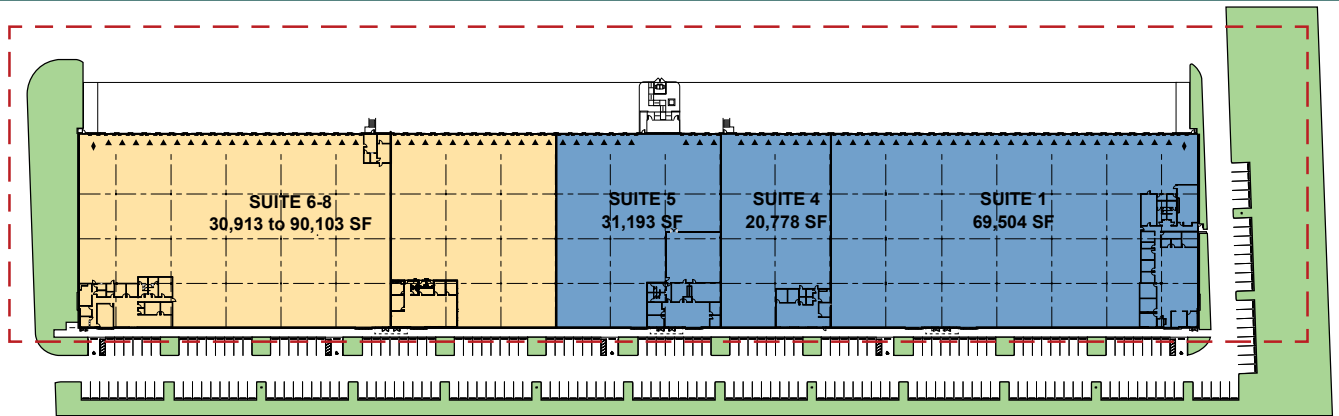 SUITE 6-8
30,913 to 90,103 SF
SUITE 5
31,193 SF
SUITE 4
20,778 SF
SUITE 1
69,504 SF